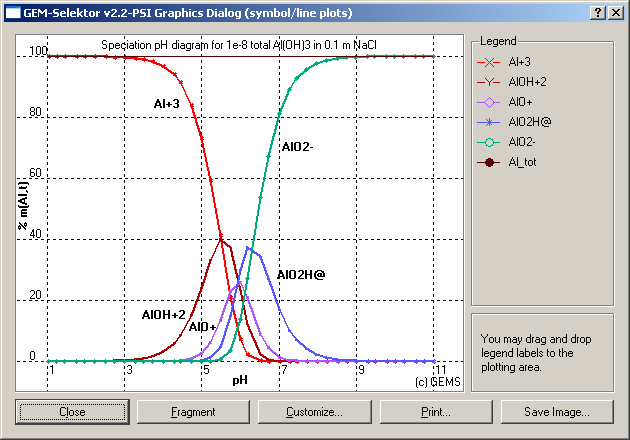 GEM-Selektor v2.2-PSI Graphics Dialog (symbol/line plots)
Speciation pH diagram for 1e-8 total Al(OH)3 in 0.1 m NaCl
100
80
60
40
20
0
% m(Al,t)
Al+3
AlO2-
AlO2H@
AlOH+2
AlO+
1
3
5
7
9
11
pH
(c) GEMS
Legend
Al+3
AlOH+2
AlO+
AlO2H@
AlO2-
Al_tot
You may drag and drop
legend labels to the
plotting area.
Close
Fragment
Customize...
Print...
Save Image...